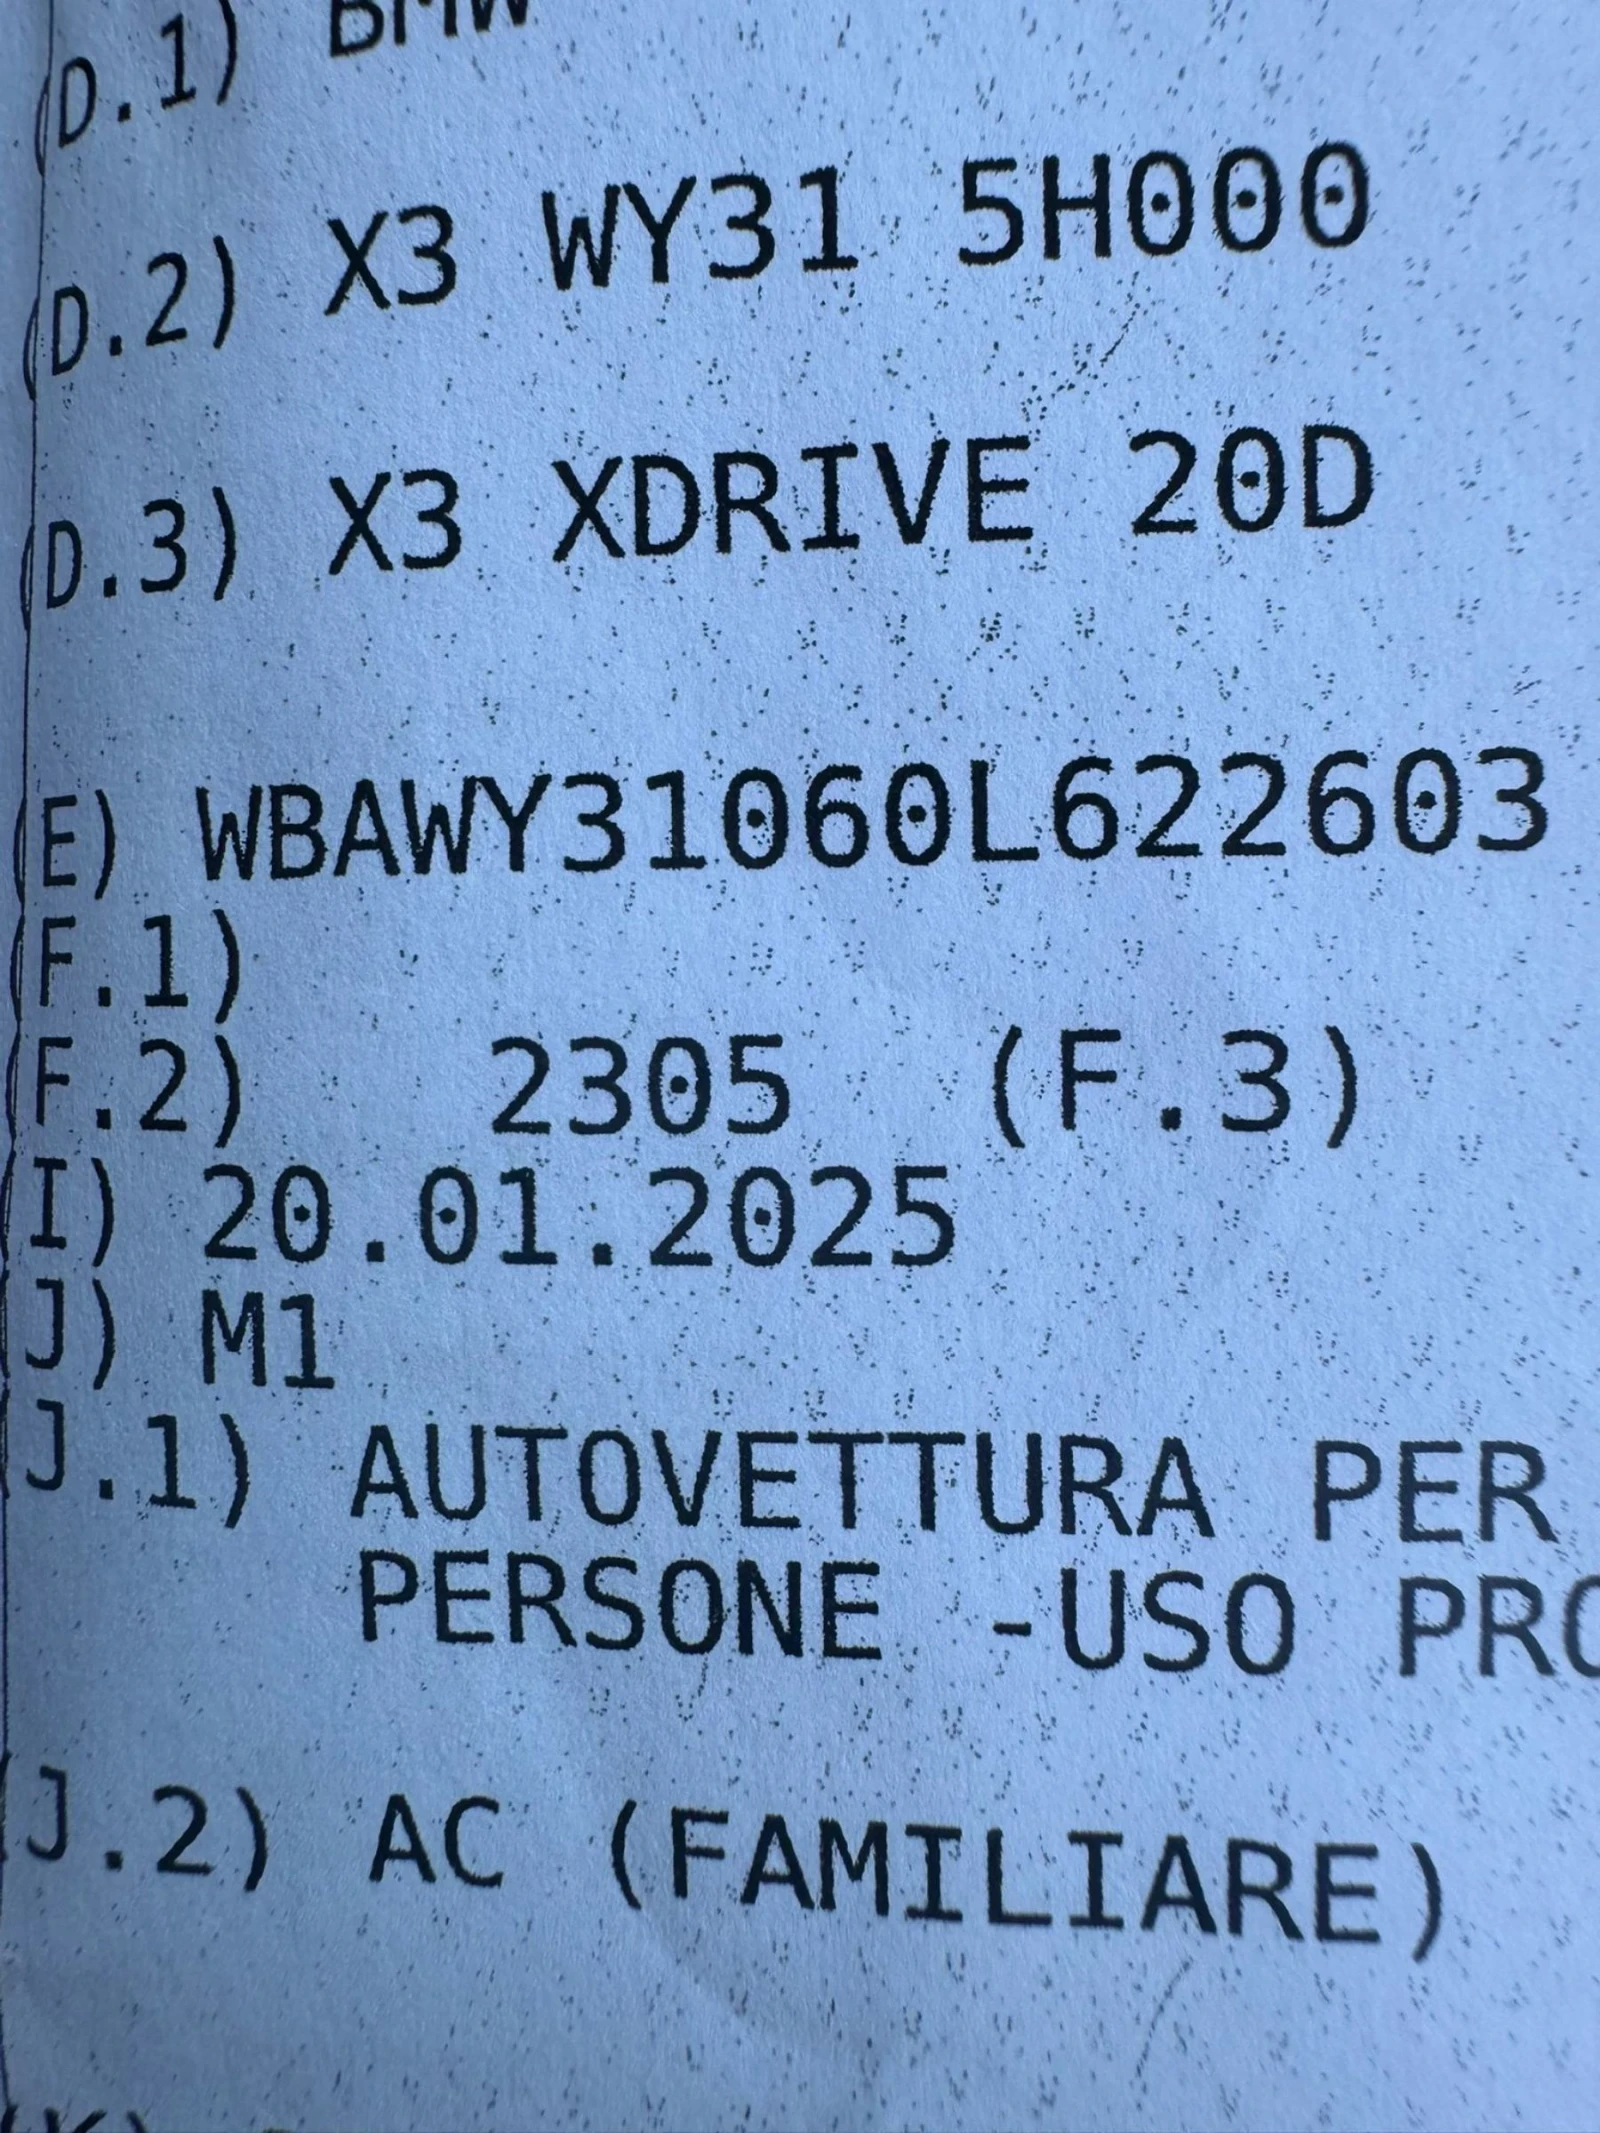 D.1) BMW
D.2) X3 WY31 5H000
D.3) X3 XDRIVE 20D
E) WBAWY31060L622603
F.1)
F.2) 2305 (F.3)
I) 20.01.2025
J) M1
J.1) AUTOVETTURA PER
PERSONE -USO PRO
J.2) AC (FAMILIARE)